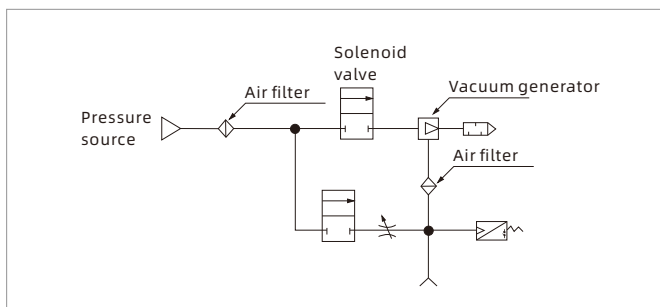 Solenoid
valve
Air filter
Vacuum generator
Pressure
source
Air filter